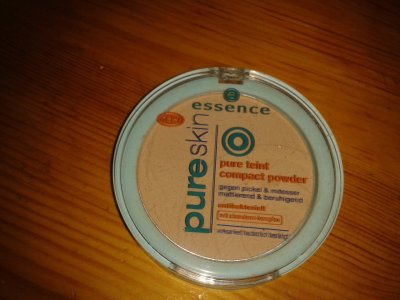 essence
pure skin
pure teint
compact powder
gegen pickel & mitesser
mattierend & beruhigend
antibakteriell